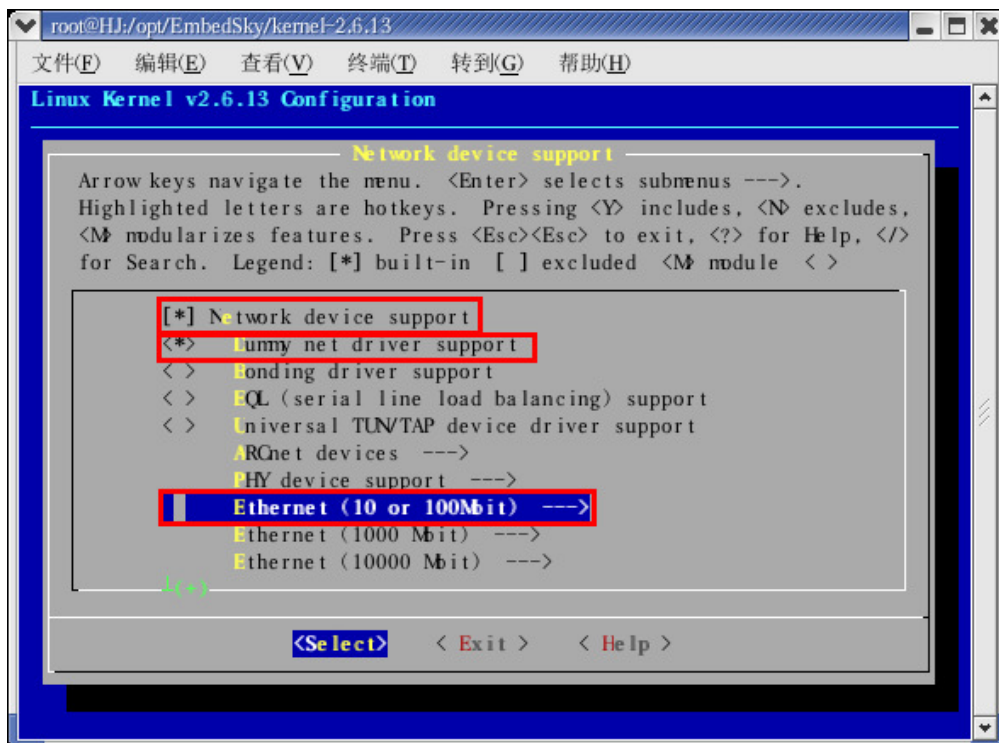 root@HJ:/opt/EmbedSky/kernel-2.6.13
文件(F) 编辑(E) 查看(V) 终端(T) 转到(G) 帮助(H)
Linux Kernel v2.6.13 Configuration
Network device support
Arrow keys navigate the menu. <Enter> selects submenus --->.
Highlighted letters are hotkeys. Pressing <Y> includes, <N> excludes,
<M> modularizes features. Press <Esc><Esc> to exit, <?> for Help, </>
for Search. Legend: [*] built-in [ ] excluded <M> module < >
[*] Network device support
<*> Dummy net driver support
< > Bonding driver support
< > EQL (serial line load balancing) support
< > Universal TUN/TAP device driver support
ARCnet devices --->
PHY device support --->
Ethernet (10 or 100Mbit) --->
Ethernet (1000 Mbit) --->
Ethernet (10000 Mbit) --->
┴(+)
<Select> < Exit > < Help >